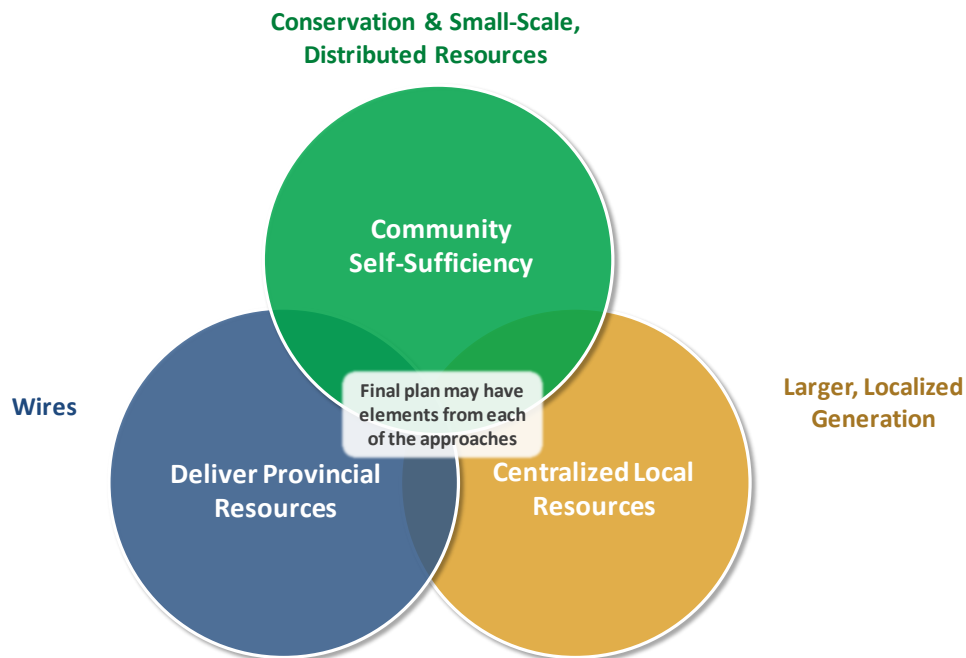 Conservation & Small-Scale,
Distributed Resources
Community
Self-Sufficiency
Final plan may have
elements from each
of the approaches
Wires
Larger, Localized
Generation
Deliver Provincial
Resources
Centralized Local
Resources